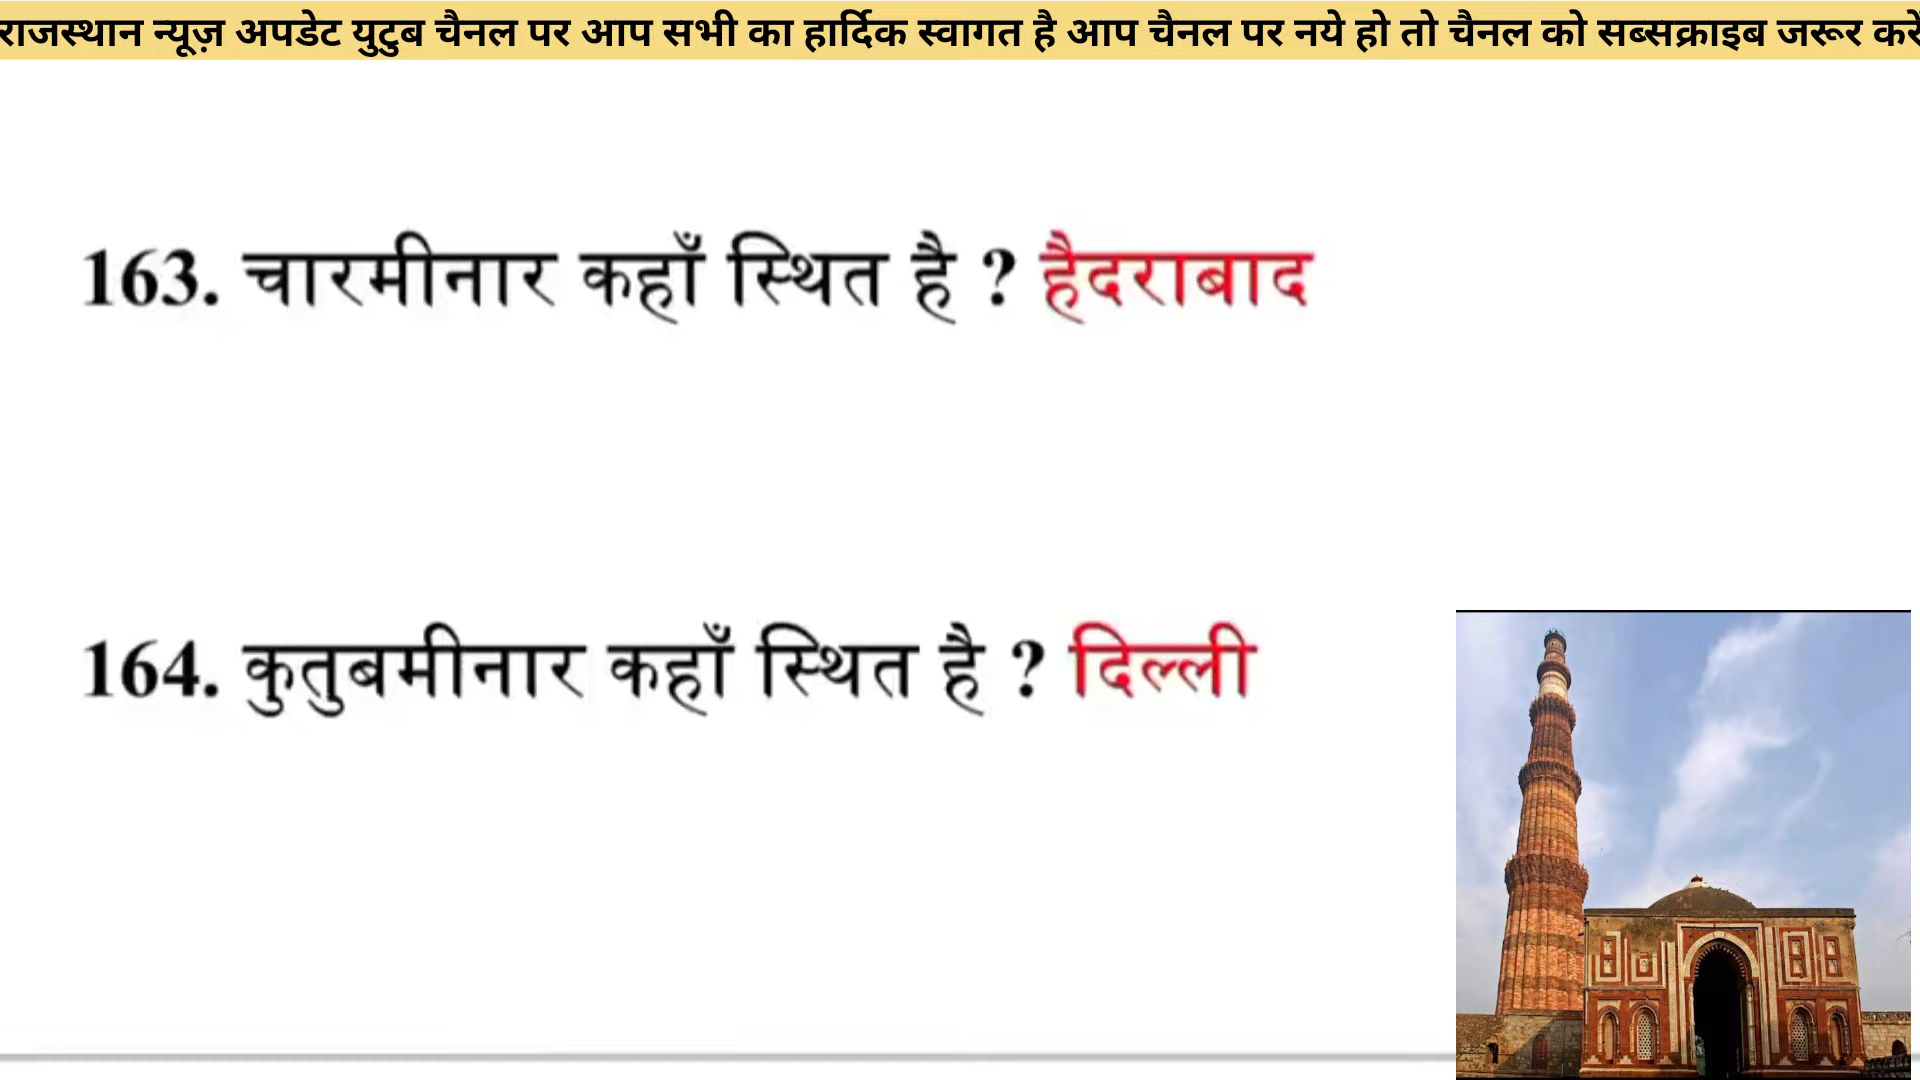 राजस्थान न्यूज़ अपडेट युटुब चैनल पर आप सभी का हार्दिक स्वागत है आप चैनल पर नये हो तो चैनल को सब्सक्राइब जरूर करें
163. चारमीनार कहाँ स्थित है ? हैदराबाद
164. कुतुबमीनार कहाँ स्थित है ? दिल्ली